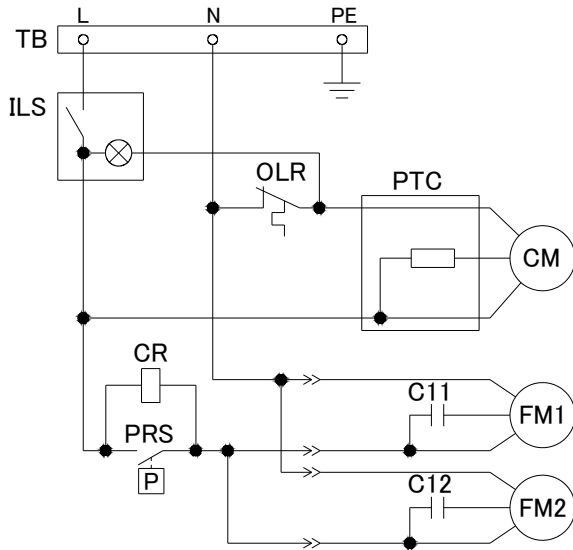 L N PE
TB
ILS
OLR
PTC
CM
CR
C11
FM1
PRS
P
C12
FM2